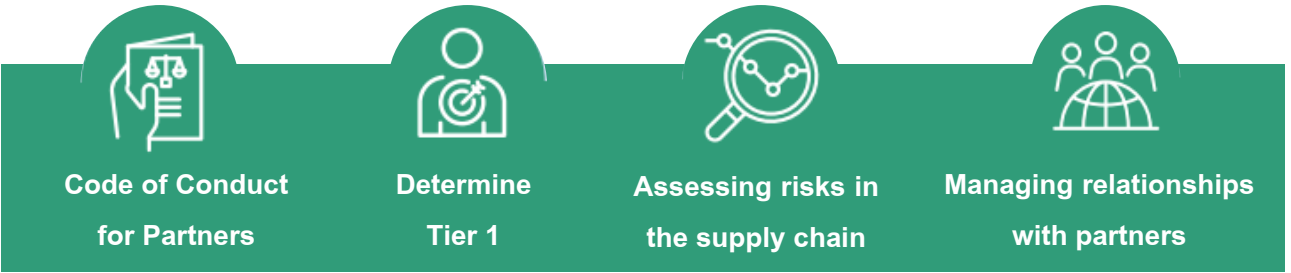 Code of Conduct
for Partners
Determine
Tier 1
Assessing risks in
the supply chain
Managing relationships
with partners